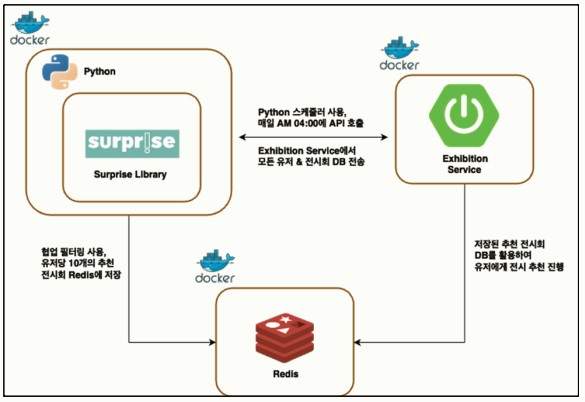 docker
Python
surpr!se
Surprise Library
docker
Exhibition
Service
Python 스케줄러 사용,
매일 AM 04:00에 API 호출
Exhibition Service에서
모든 유저 & 전시회 DB 전송
협업 필터링 사용,
유저당 10개의 추천
전시회 Redis에 저장
저장된 추천 전시회
DB를 활용하여
유저에게 전시 추천 진행
docker
Redis